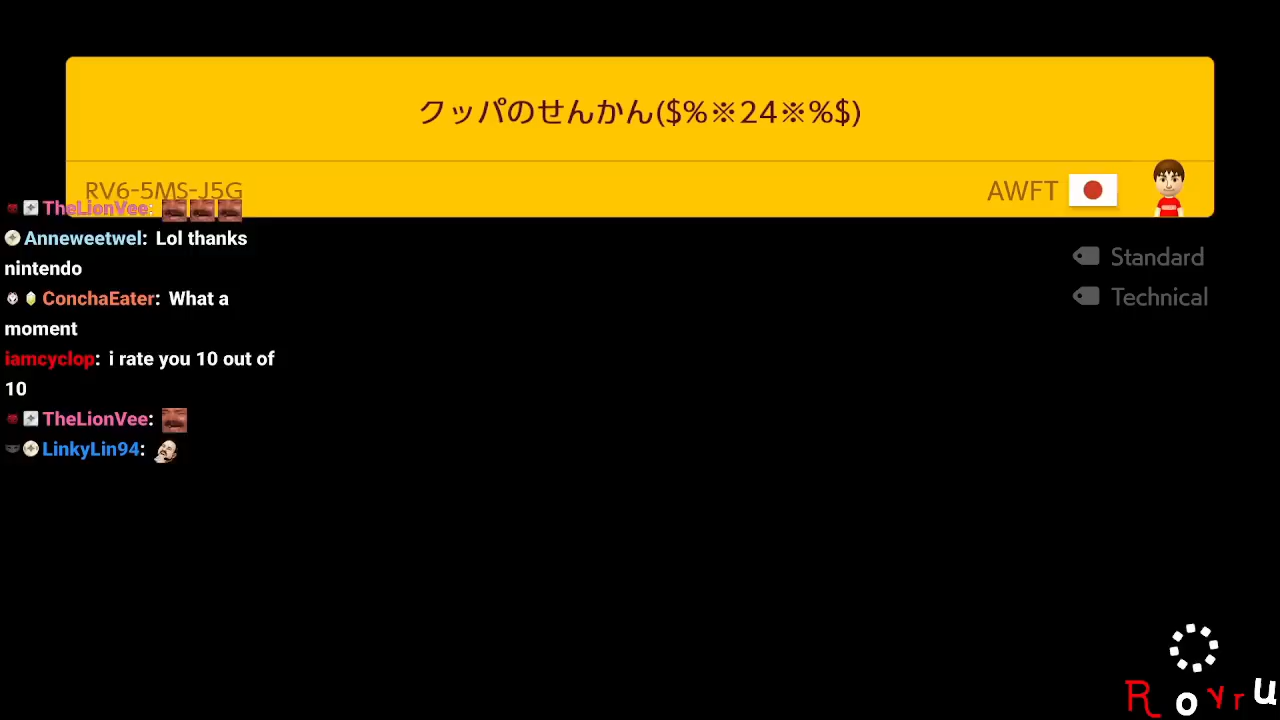 クッパのせんかん($%※24※%$)
RV6-5MS-J5G
AWFT
TheLionVee:
Anneweetwel: Lol thanks
nintendo
Standard
ConchaEater: What a
moment
Technical
iamcyclop: i rate you 10 out of
10
TheLionVee:
LinkyLin94:
Royru